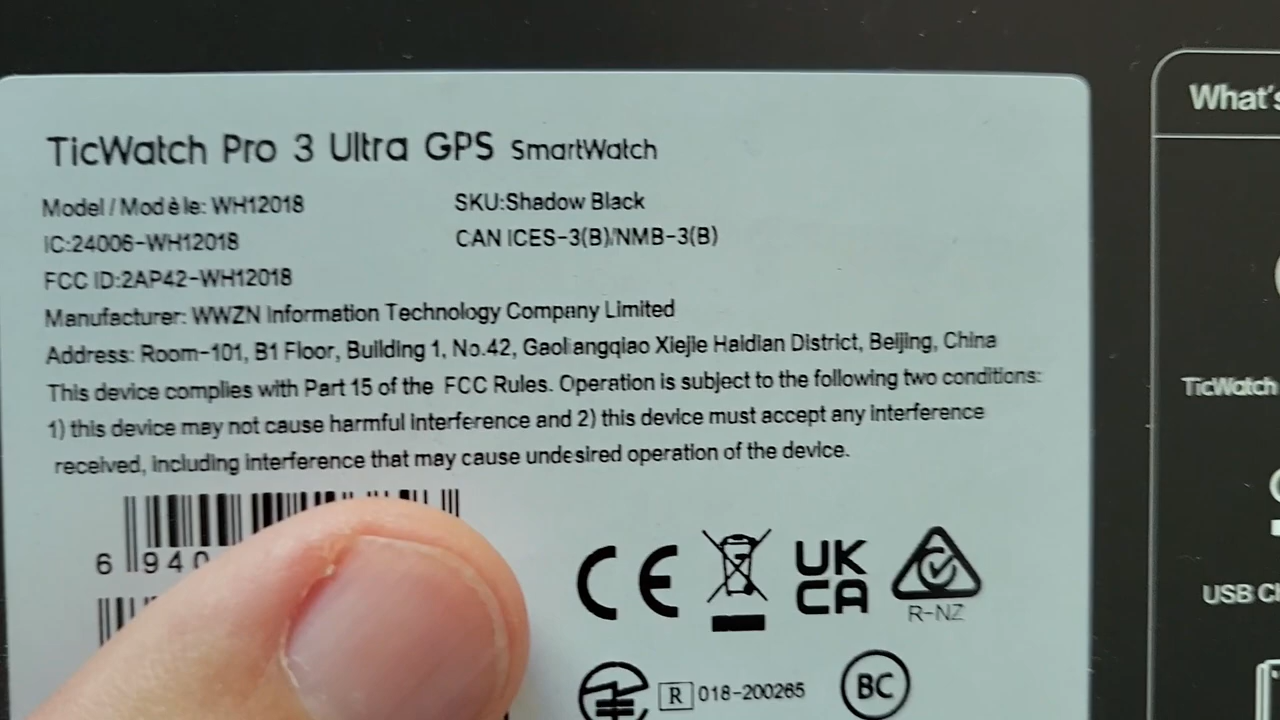 TicWatch Pro 3 Ultra GPS SmartWatch
Model / Modèle: WH12018
SKU:Shadow Black
IC:24006-WH12018
CAN ICES-3(B)/NMB-3(B)
FCC ID:2AP42-WH12018
Manufacturer: WWZN Information Technology Company Limited
Address: Room-101, B1 Floor, Building 1, No.42, Gaoliangqiao Xiejie Haidian District, Beijing, China
This device complies with Part 15 of the FCC Rules. Operation is subject to the following two conditions:
1) this device may not cause harmful interference and 2) this device must accept any interference
received, including interference that may cause undesired operation of the device.
6 940
CE
UK
CA
R-NZ
R 018-200265
BC
What's
TicWatch
USB